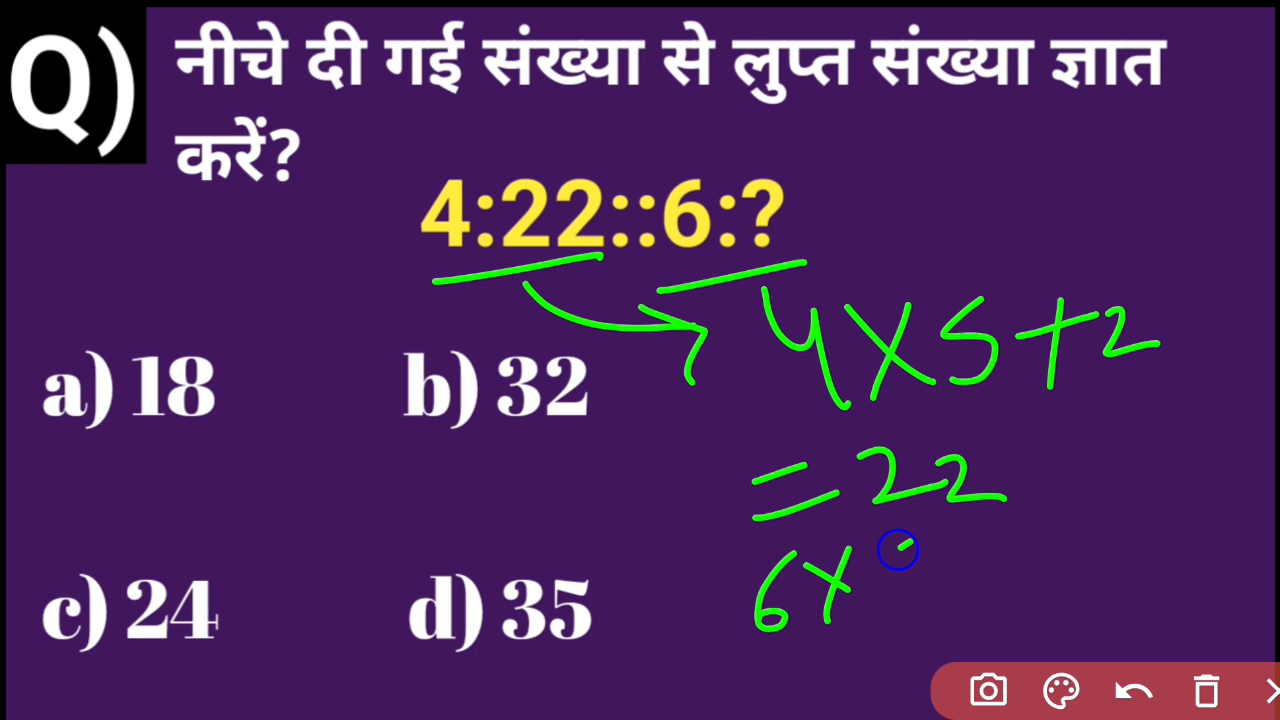 Q) नीचे दी गई संख्या से लुप्त संख्या ज्ञात
करें?
4:22::6:?
4×5+2
a) 18 b) 32
=22
6×
c) 24 d) 35